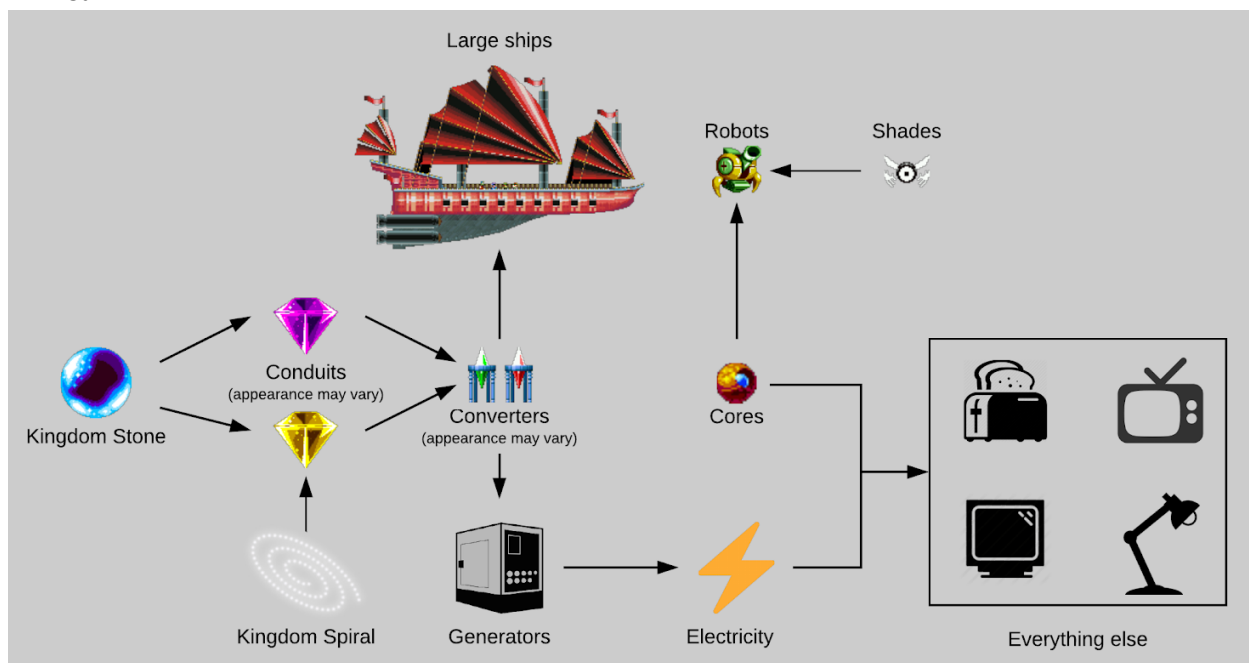 Large ships
Robots
Shades
Conduits
(appearance may vary)
Kingdom Stone
Converters
(appearance may vary)
Cores
Kingdom Spiral
Generators
Electricity
Everything else